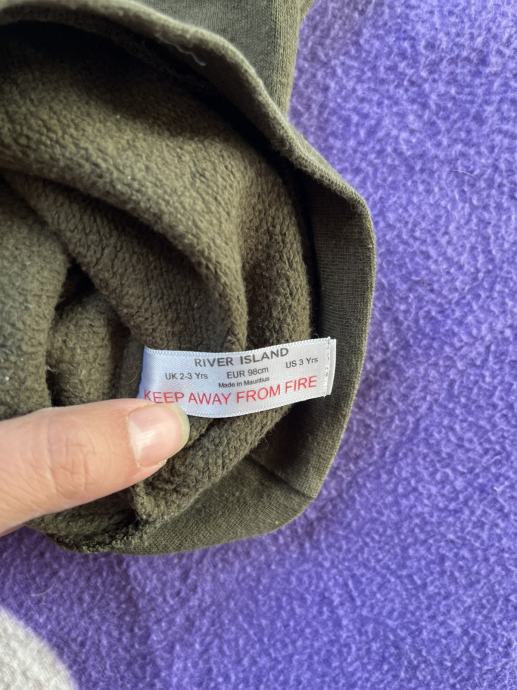 RIVER ISLAND
UK 2-3 Yrs EUR 98cm US 3 Yrs
Made in Mauritius
KEEP AWAY FROM FIRE